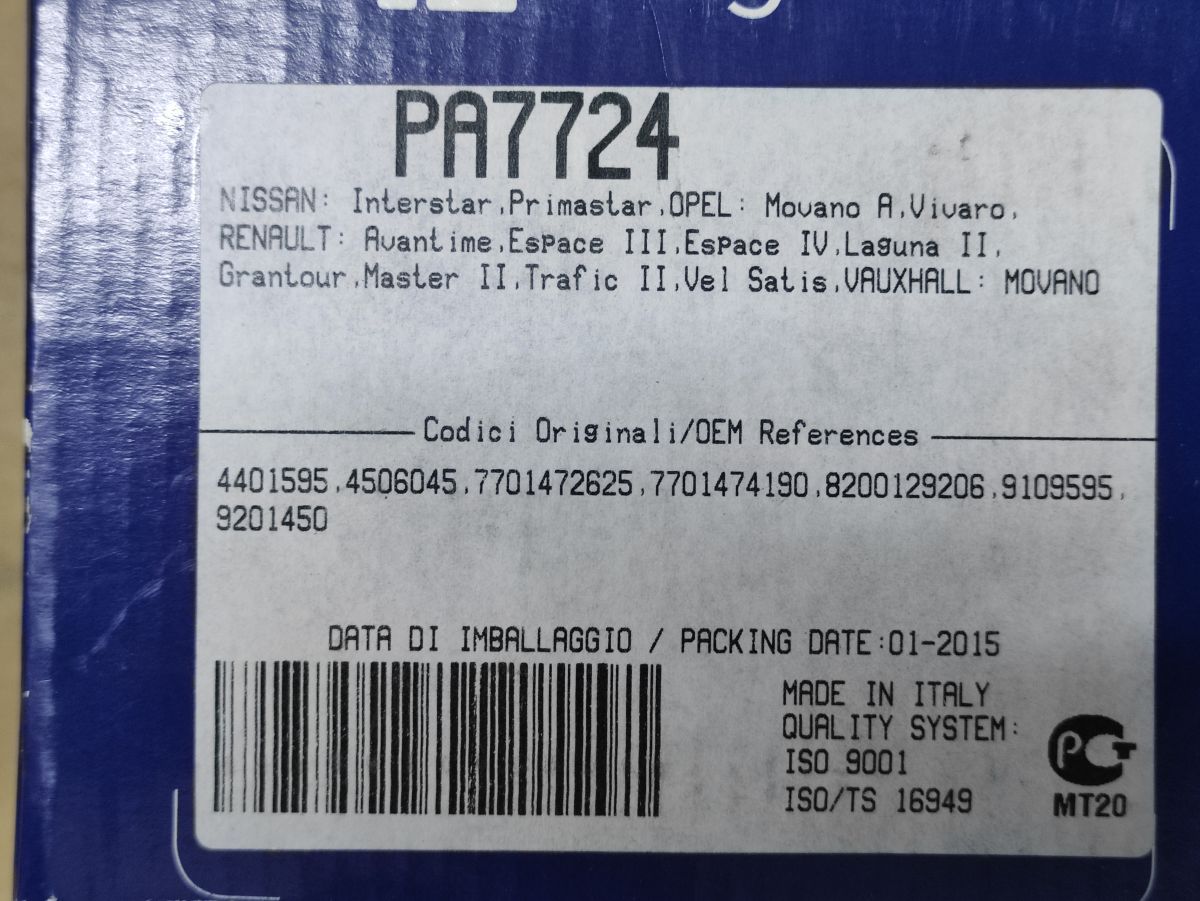 PA7724
NISSAN: Interstar,Primastar,OPEL: Movano A,Vivaro,
RENAULT: Avantime,Espace III,Espace IV,Laguna II,
Grantour,Master II,Trafic II,Vel Satis,VAUXHALL: MOVANO
Codici Originali/OEM References
4401595,4506045,7701472625,7701474190,8200129206,9109595,
9201450
DATA DI IMBALLAGGIO / PACKING DATE:01-2015
MADE IN ITALY
QUALITY SYSTEM:
ISO 9001
ISO/TS 16949
РСТ
MT20